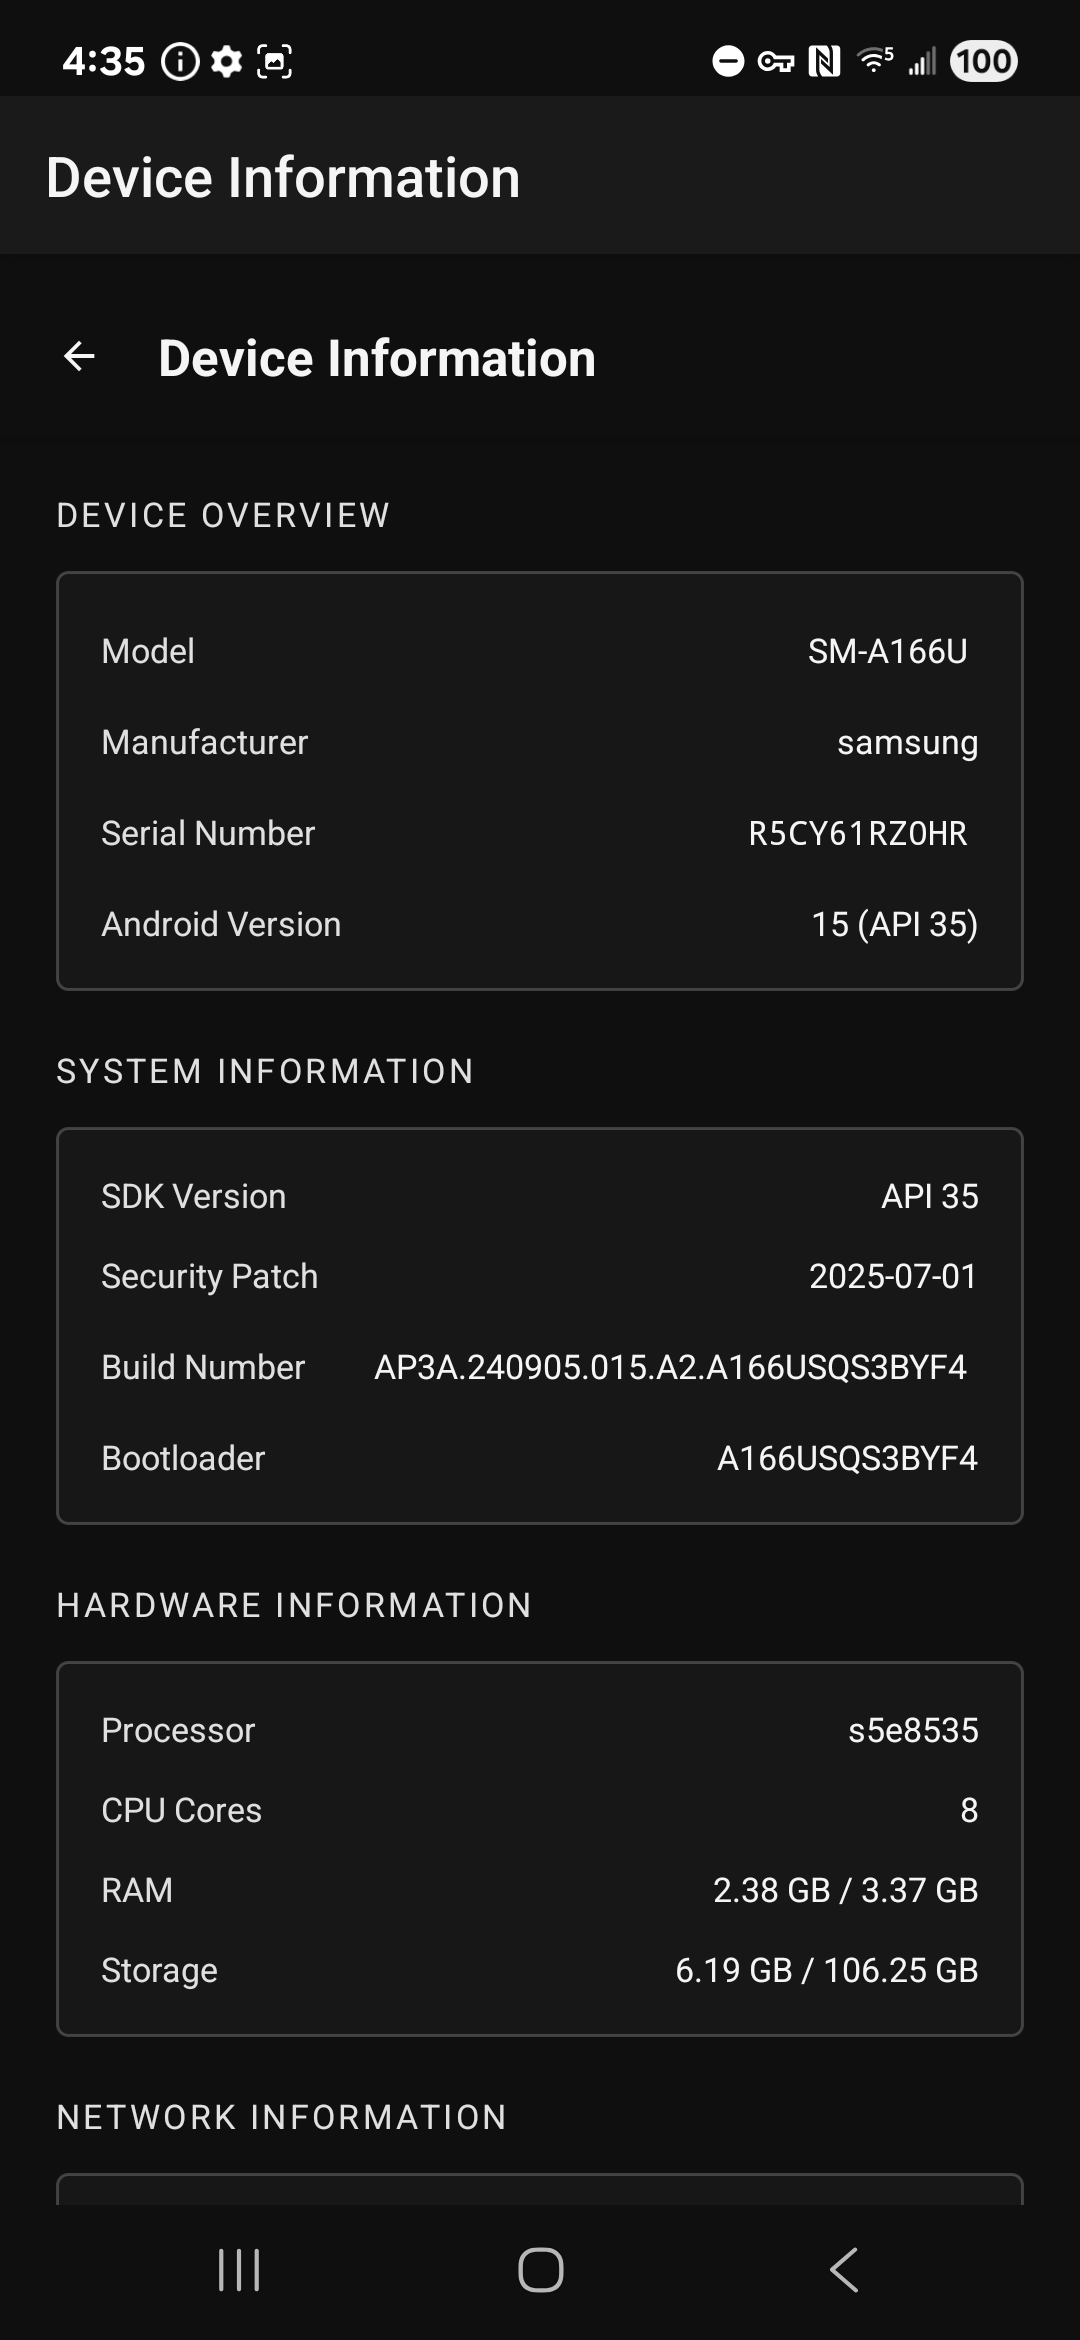 4:35
5
100
Device Information
Device Information
DEVICE OVERVIEW
Model SM-A166U
Manufacturer samsung
Serial Number R5CY61RZ0HR
Android Version 15 (API 35)
SYSTEM INFORMATION
SDK Version API 35
Security Patch 2025-07-01
Build Number AP3A.240905.015.A2.A166USQS3BYF4
Bootloader A166USQS3BYF4
HARDWARE INFORMATION
Processor s5e8535
CPU Cores 8
RAM 2.38 GB / 3.37 GB
Storage 6.19 GB / 106.25 GB
NETWORK INFORMATION